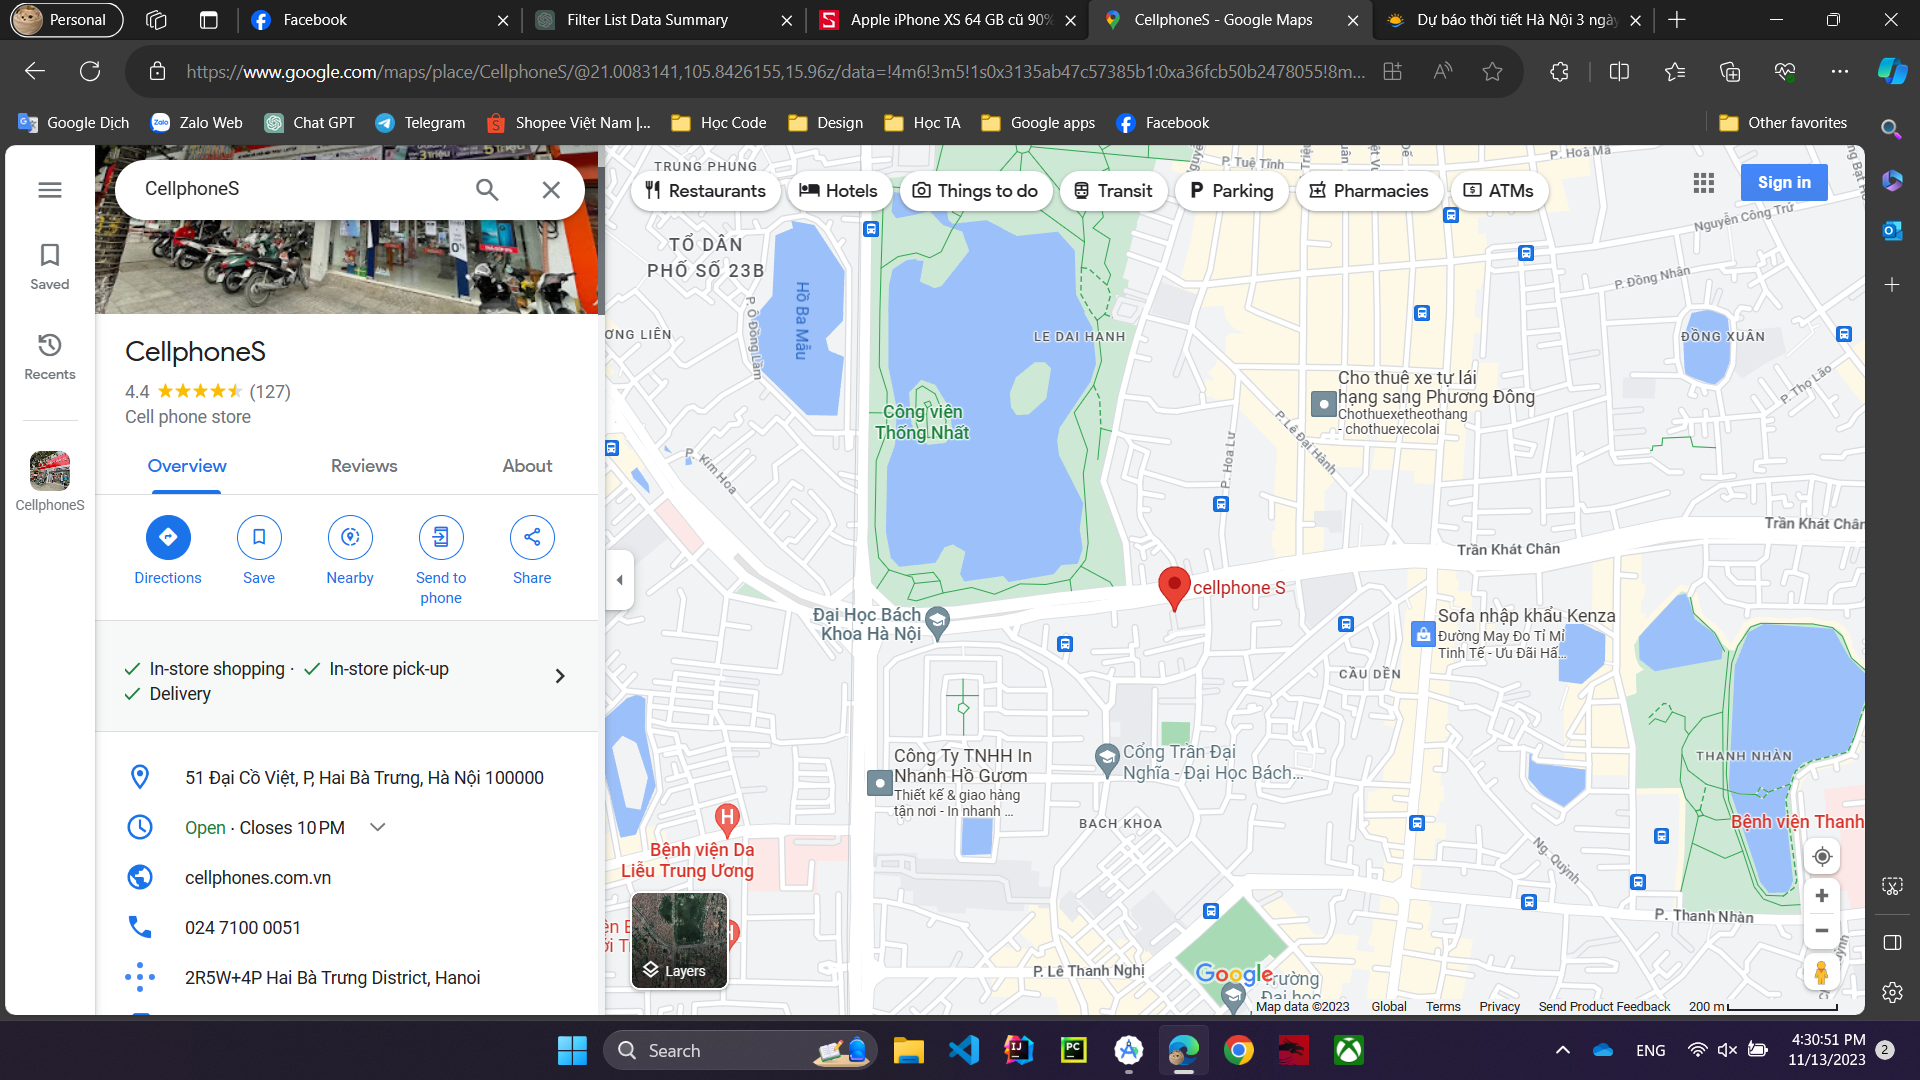 Personal
Facebook
Filter List Data Summary
Apple iPhone XS 64 GB cũ 90%
CellphoneS - Google Maps
Dự báo thời tiết Hà Nội 3 ngày
https://www.google.com/maps/place/CellphoneS/@21.0083141,105.8426155,15.96z/data=!4m6!3m5!1s0x3135ab47c57385b1:0xa36fcb50b2478055!8m...
Google Dịch
Zalo Web
Chat GPT
Telegram
Shopee Việt Nam |...
Học Code
Design
Học TA
Google apps
Facebook
Other favorites
CellphoneS
Saved
Recents
CellphoneS
CellphoneS
4.4 (127)
Cell phone store
Overview
Reviews
About
Directions
Save
Nearby
Send to
phone
Share
In-store shopping ·
In-store pick-up
Delivery
51 Đại Cồ Việt, P, Hai Bà Trưng, Hà Nội 100000
Open · Closes 10 PM
cellphones.com.vn
024 7100 0051
2R5W+4P Hai Bà Trưng District, Hanoi
Restaurants
Hotels
Things to do
Transit
Parking
Pharmacies
ATMs
Sign in
TRUNG PHUNG
P. Tuệ Tĩnh
P. Hoà Mã
Nguyễn Công Trứ
TỔ DÂN
PHỐ SỐ 23B
Hồ Ba Mẫu
P. Ô Đồng Lầm
P. Đồng Nhân
LE DAI HANH
ĐỒNG XUÂN
ƠNG LIÊN
Cho thuê xe tự lái
hạng sang Phương Đông
Chothuexetheothang
- chothuexecolai
P. Thọ Lão
Công viên
Thống Nhất
P. Kim Hoa
P. Hoa Lư
P. Lê Đại Hành
Trần Khát Chân
Trần Khát Chân
cellphone S
Đại Học Bách
Khoa Hà Nội
Sofa nhập khẩu Kenza
Đường May Đo Tỉ Mỉ
Tinh Tế - Ưu Đãi Hấ...
CẦU DỀN
Công Ty TNHH In
Nhanh Hồ Gươm
Thiết kế & giao hàng
tận nơi - In nhanh ...
Cổng Trần Đại
Nghĩa - Đại Học Bách...
THANH NHÀN
BACH KHOA
Bệnh viện Thanh
Bệnh viện Da
Liễu Trung Ương
Ng. Quỳnh
P. Thanh Nhàn
P. Lê Thanh Nghị
Layers
Google
Trường
Đại học
Map data ©2023
Global
Terms
Privacy
Send Product Feedback
200 m
Search
ENG
4:30:51 PM
11/13/2023
2